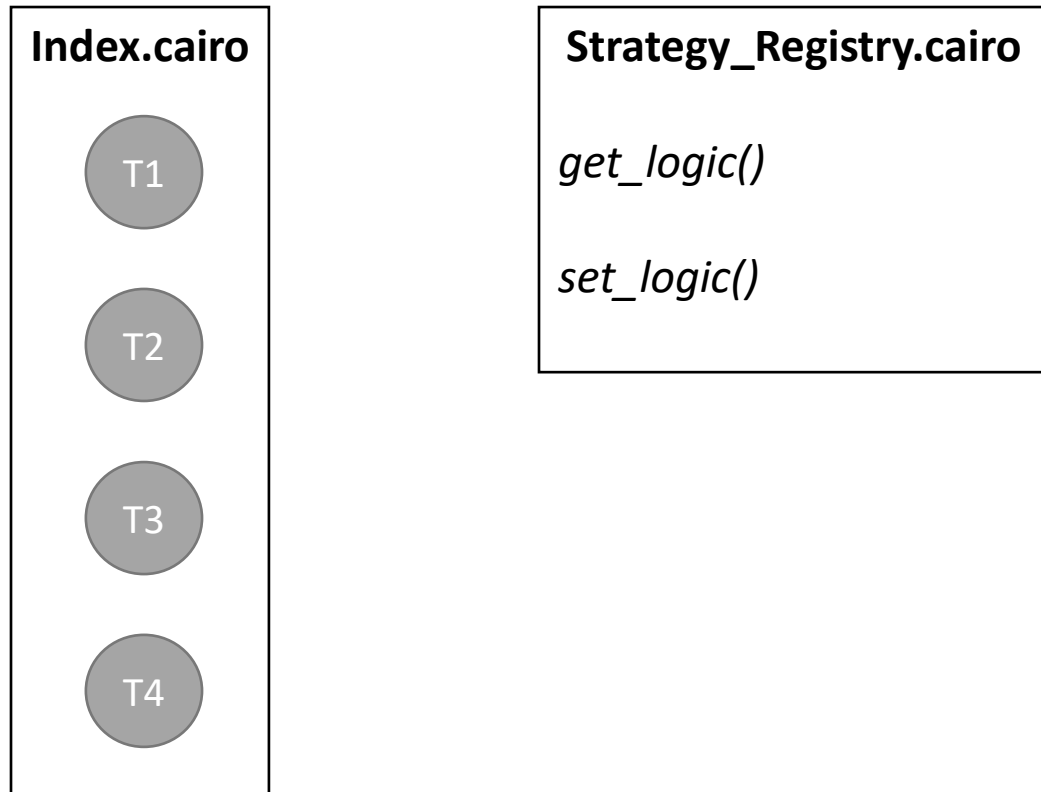 Index.cairo
T1
T2
T3
T4
Strategy_Registry.cairo
get_logic()
set_logic()